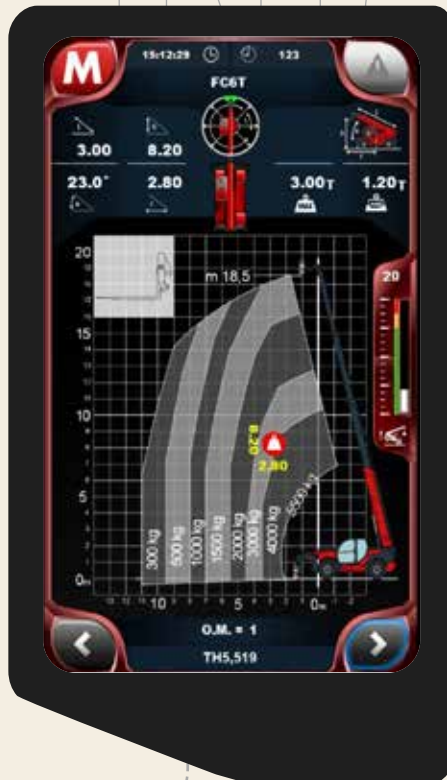 M
15:12:29 123
FC6T
3.00 8.20
23.0° 2.80 3.00T 1.20T
20
20
m 18,5
15
10
8.20
2.80
5
300 kg
500 kg
1000 kg
1500 kg
2000 kg
3000 kg
4000 kg
5500 kg
0m
10 5 0m
O.M. = 1
TH5,519